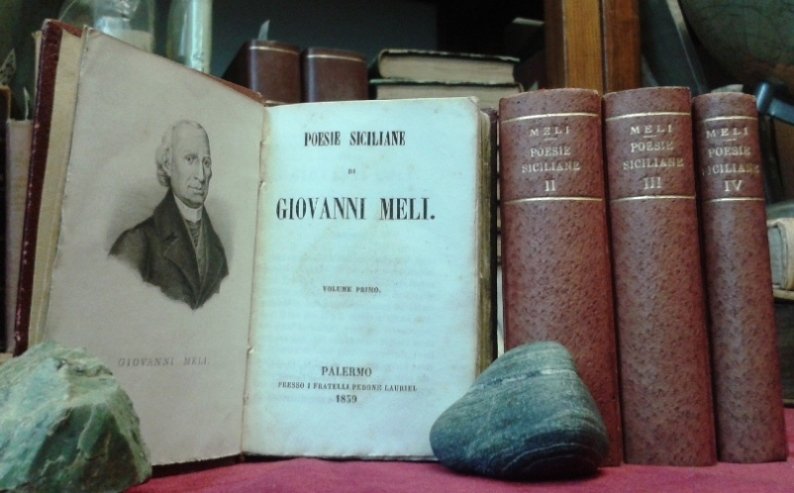 GIOVANNI MELI.
POESIE SICILIANE
DI
GIOVANNI MELI.
VOLUME PRIMO.
PALERMO
PRESSO I FRATELLI PEDONE LAURIEL
1859
MELI
POESIE
SICILIANE
II
MELI
POESIE
SICILIANE
III
MELI
POESIE
SICILIANE
IV